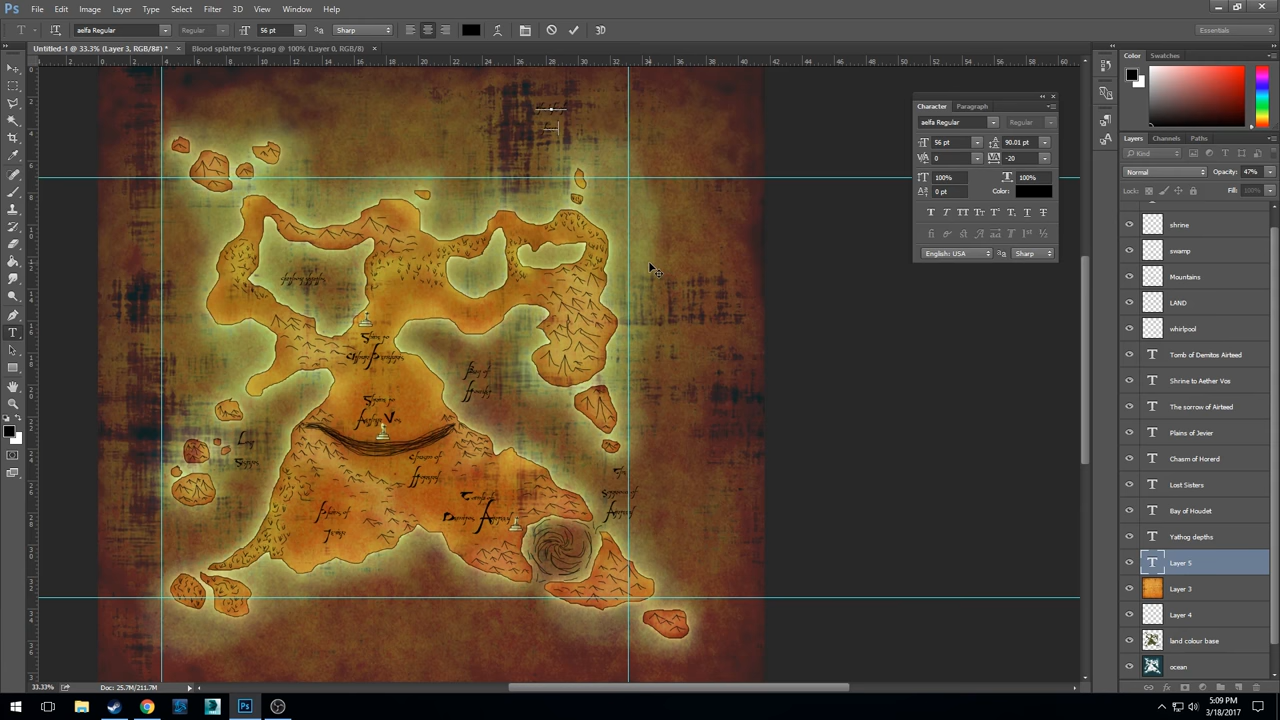 Ps File Edit Image Layer Type Select Filter 3D View Window Help
T aelfa Regular Regular 56 pt Sharp 3D Essentials
Untitled-1 @ 33.3% (Layer 3, RGB/8#) * × Blood splatter 19-sc.png @ 100% (Layer 0, RGB/8) ×
Color Swatches
Character Paragraph
aelfa Regular Regular
56 pt 90.01 pt
0 -20
100% 100%
0 pt Color:
English: USA Sharp
Layers Channels Paths
Kind
Normal Opacity: 47%
Lock: Fill: 100%
shrine
swamp
Mountains
LAND
whirlpool
Tomb of Demitos Airteed
Shrine to Aether Vos
The sorrow of Airteed
Plains of Jevier
Chasm of Horerd
Lost Sisters
Bay of Houdet
Yathog depths
Layer 5
Layer 3
Layer 4
land colour base
ocean
33.33% Doc: 25.7M/211.7M
5:09 PM
3/18/2017